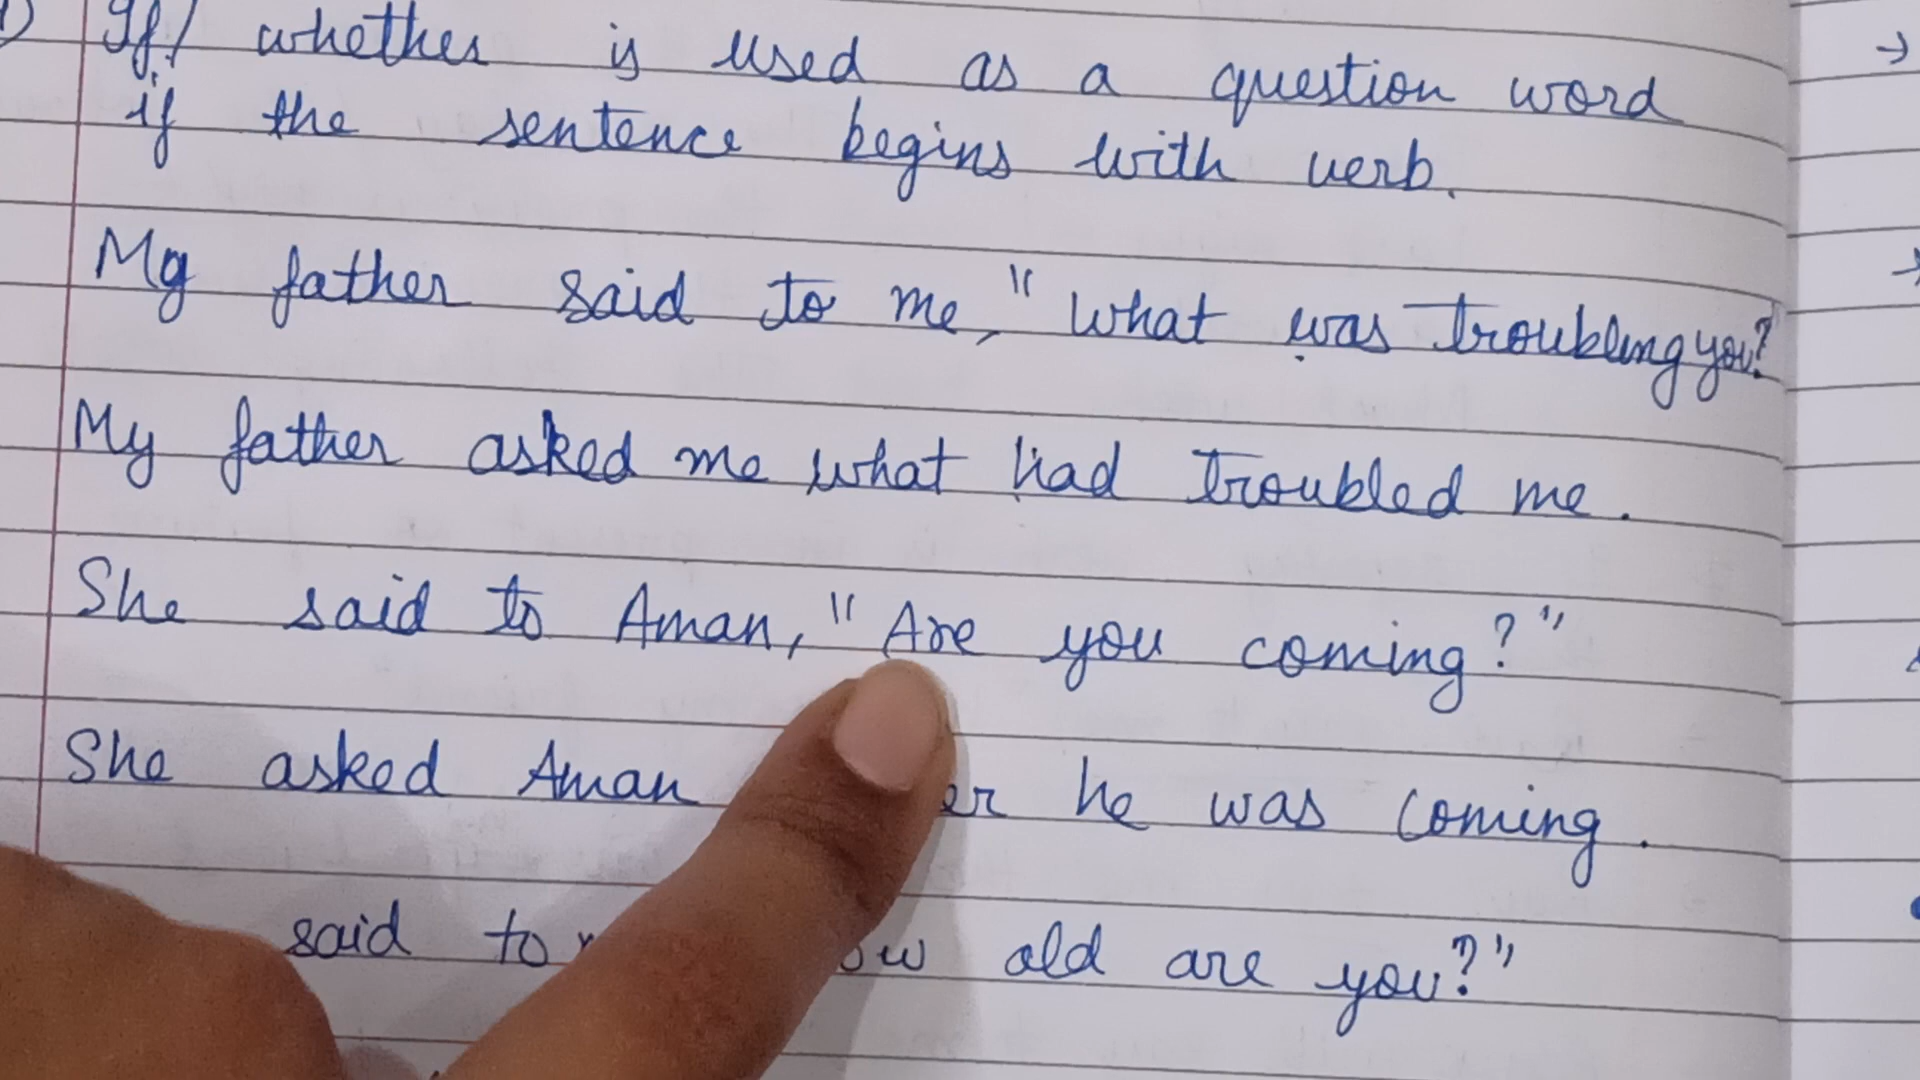 If/ whether is used as a question word
if the sentence begins with verb.
My father said to me, "What was troubling you?"
My father asked me what had troubled me.
She said to Aman, "Are you coming?"
She asked Aman he was coming.
said to old are you?"